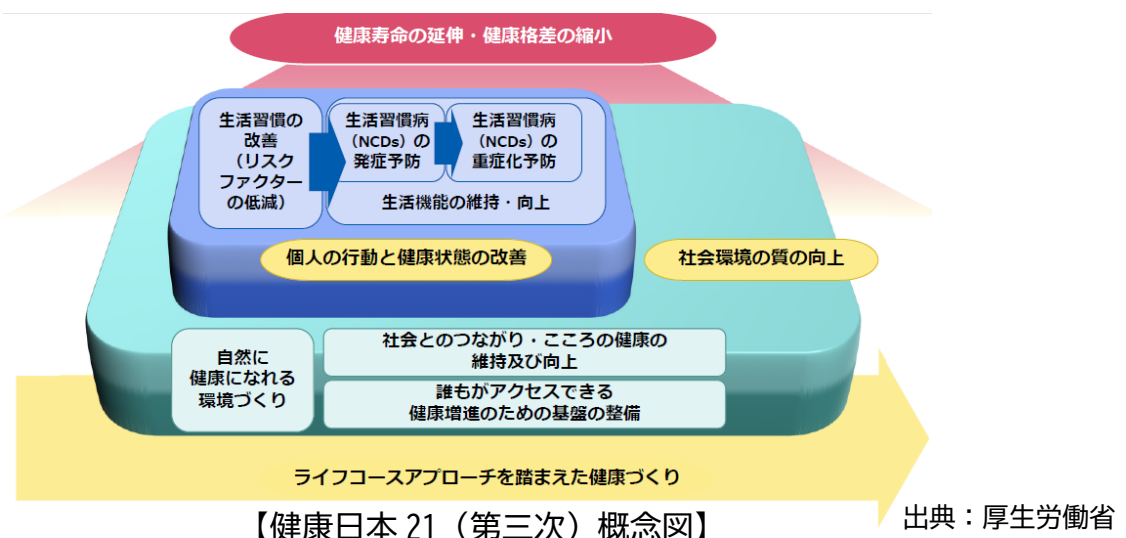 健康寿命の延伸・健康格差の縮小
生活習慣の
改善
（リスク
ファクター
の低減）
生活習慣病
（NCDs）の
発症予防
生活習慣病
（NCDs）の
重症化予防
生活機能の維持・向上
個人の行動と健康状態の改善
社会環境の質の向上
自然に
健康になれる
環境づくり
社会とのつながり・こころの健康の
維持及び向上
誰もがアクセスできる
健康増進のための基盤の整備
ライフコースアプローチを踏まえた健康づくり
【健康日本 21（第三次）概念図】
出典：厚生労働省